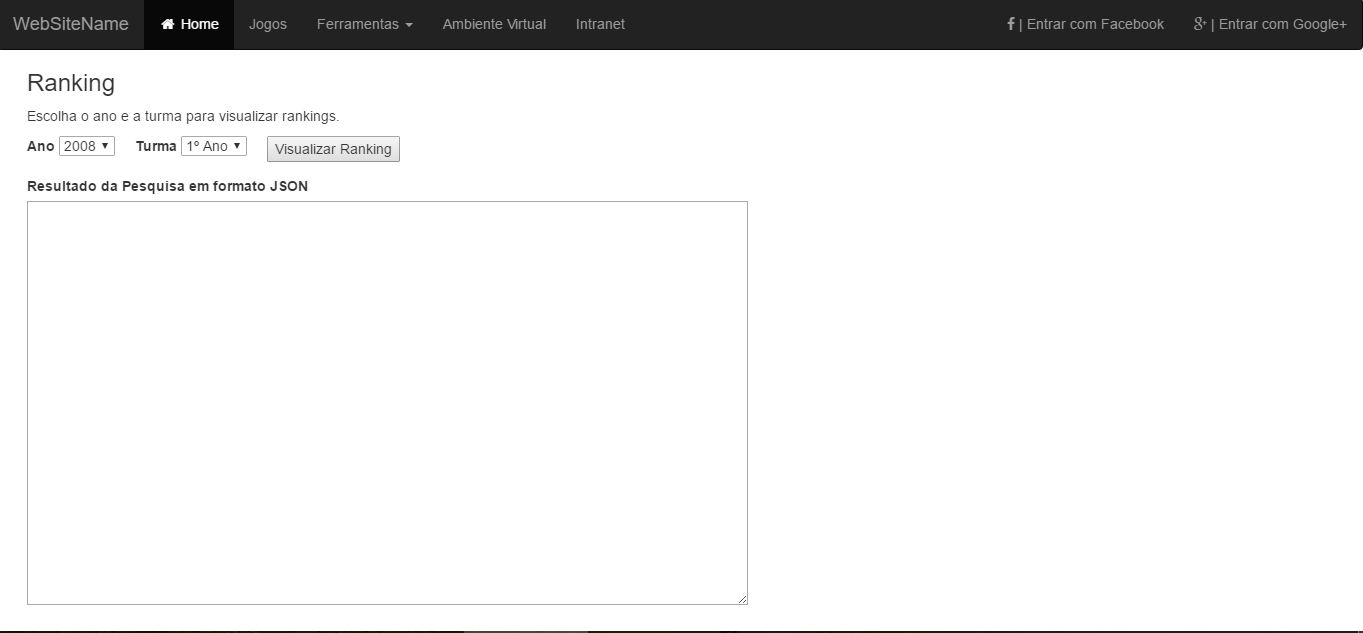 WebSiteName Home Jogos Ferramentas Ambiente Virtual Intranet | Entrar com Facebook | Entrar com Google+
Ranking
Escolha o ano e a turma para visualizar rankings.
Ano 2008 Turma 1º Ano Visualizar Ranking
Resultado da Pesquisa em formato JSON